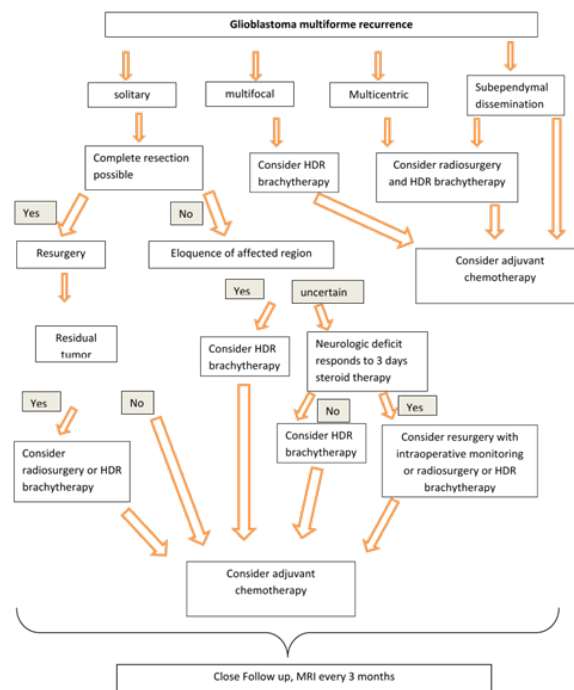 Glioblastoma multiforme recurrence
solitary
multifocal
Multicentric
Subependymal
dissemination
Complete resection
possible
Consider HDR
brachytherapy
Consider radiosurgery
and HDR brachytherapy
Yes
No
Resurgery
Eloquence of affected region
Consider adjuvant
chemotherapy
Yes
uncertain
Residual
tumor
Consider HDR
brachytherapy
Neurologic deficit
responds to 3 days
steroid therapy
Yes
No
No
Yes
Consider
radiosurgery or HDR
brachytherapy
Consider HDR
brachytherapy
Consider resurgery with
intraoperative monitoring
or radiosurgery or HDR
brachytherapy
Consider adjuvant
chemotherapy
Close Follow up, MRI every 3 months